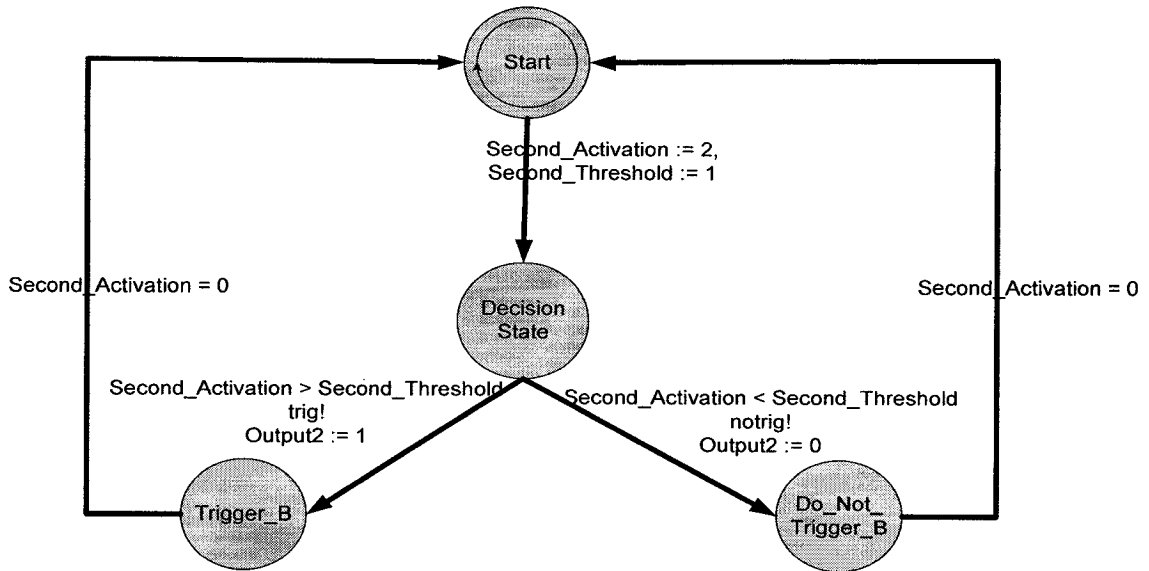 Start
Second_Activation := 2,
Second_Threshold := 1
Second_Activation = 0
Second_Activation = 0
Decision
State
Second_Activation > Second_Threshold
trig!
Output2 := 1
Second_Activation < Second_Threshold
notrig!
Output2 := 0
Trigger_B
Do_Not_
Trigger_B